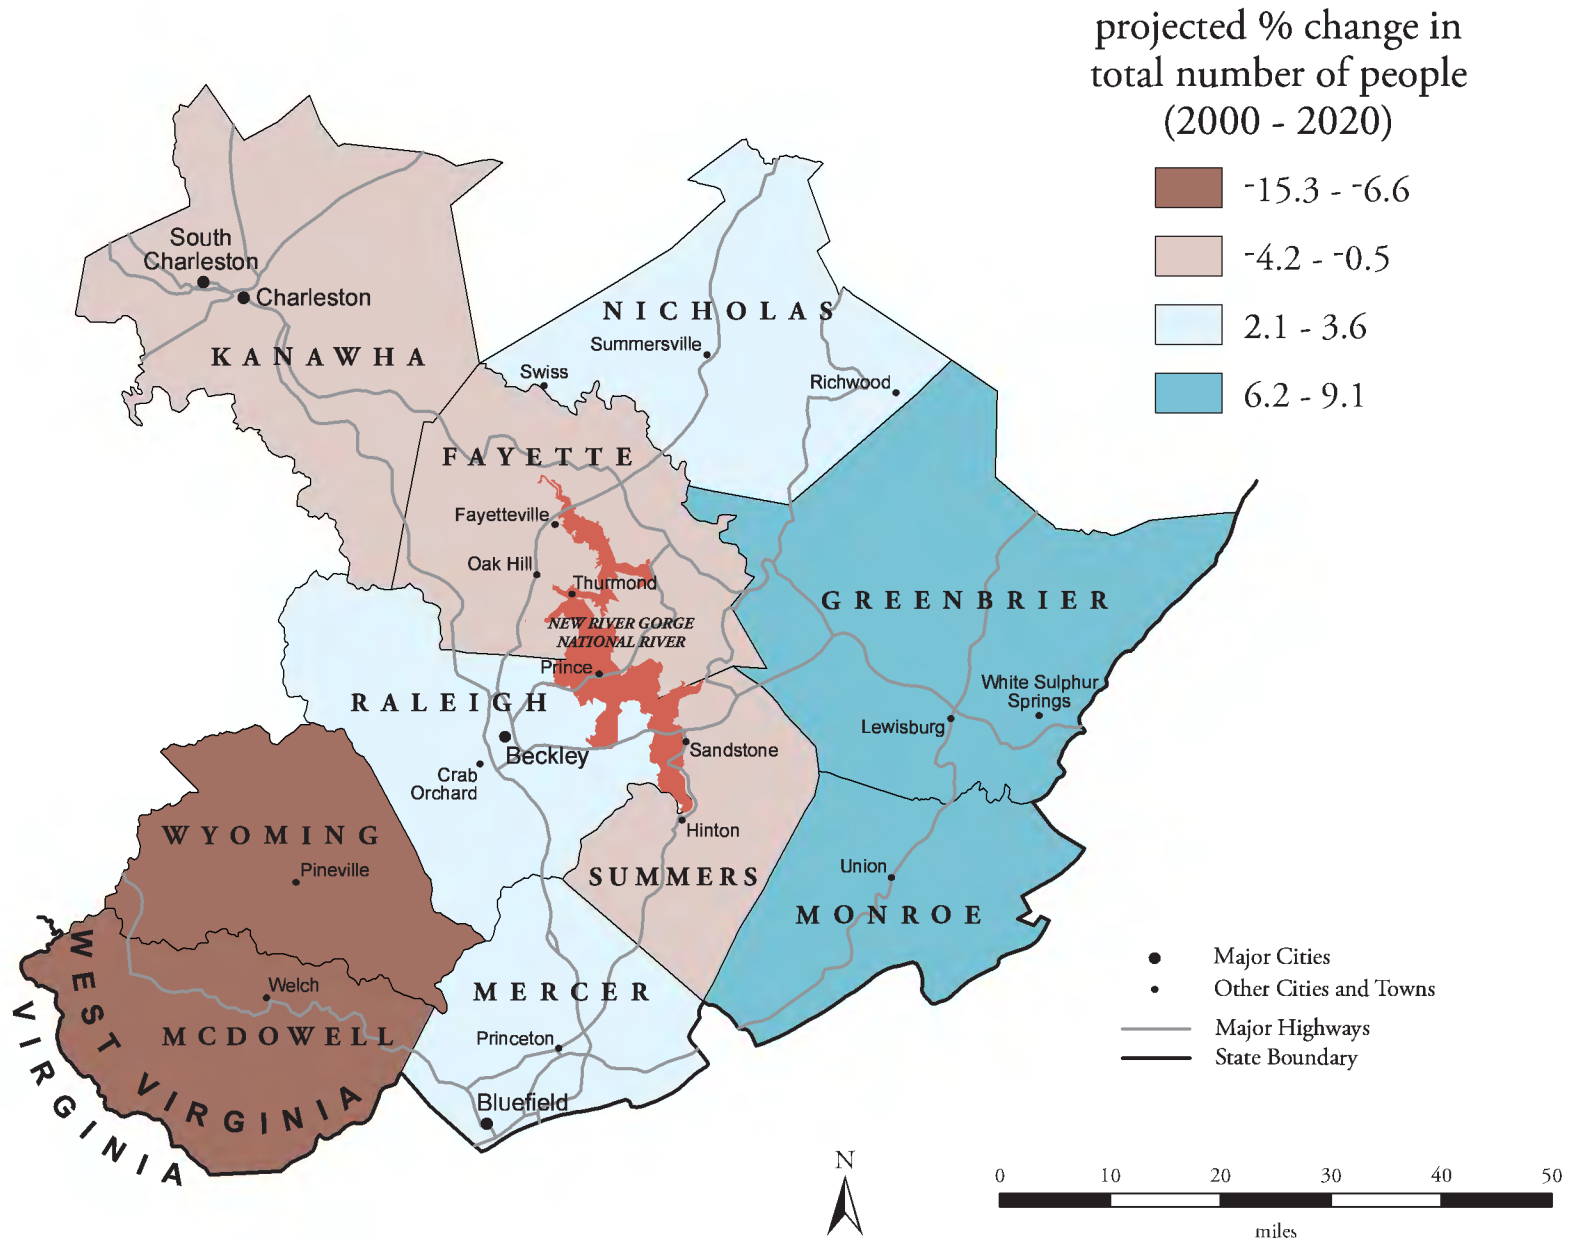 projected % change in
total number of people
(2000 - 2020)
-15.3 - -6.6
-4.2 - -0.5
2.1 - 3.6
6.2 - 9.1
South
Charleston
Charleston
KANAWHA
NICHOLAS
Summersville
Swiss
Richwood
FAYETTE
Fayetteville
Oak Hill
Thurmond
NEW RIVER GORGE
NATIONAL RIVER
Prince
GREENBRIER
White Sulphur
Springs
Lewisburg
RALEIGH
Beckley
Crab
Orchard
Sandstone
Hinton
SUMMERS
WYOMING
Pineville
Union
MONROE
Welch
MCDOWELL
MERCER
Princeton
Bluefield
WEST VIRGINIA
VIRGINIA
Major Cities
Other Cities and Towns
Major Highways
State Boundary
N
0 10 20 30 40 50
miles